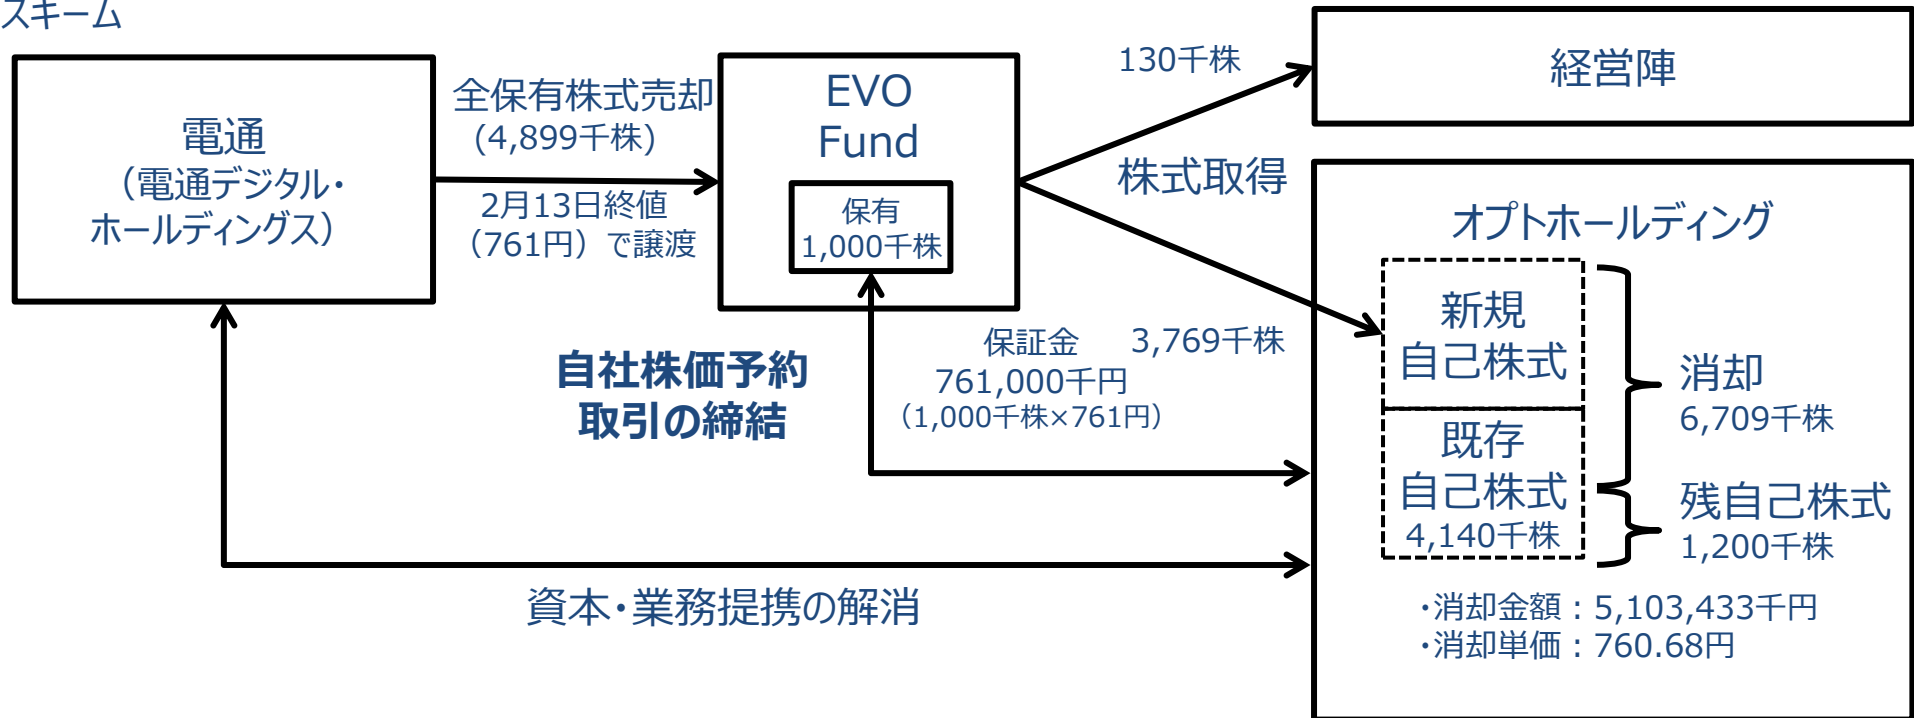 スキーム
電通
（電通デジタル・
ホールディングス）
全保有株式売却
(4,899千株)
2月13日終値
（761円）で譲渡
EVO
Fund
保有
1,000千株
130千株
経営陣
株式取得
オプトホールディング
新規
自己株式
既存
自己株式
4,140千株
消却
6,709千株
残自己株式
1,200千株
・消却金額：5,103,433千円
・消却単価：760.68円
保証金
761,000千円
（1,000千株×761円）
3,769千株
自社株価予約
取引の締結
資本・業務提携の解消